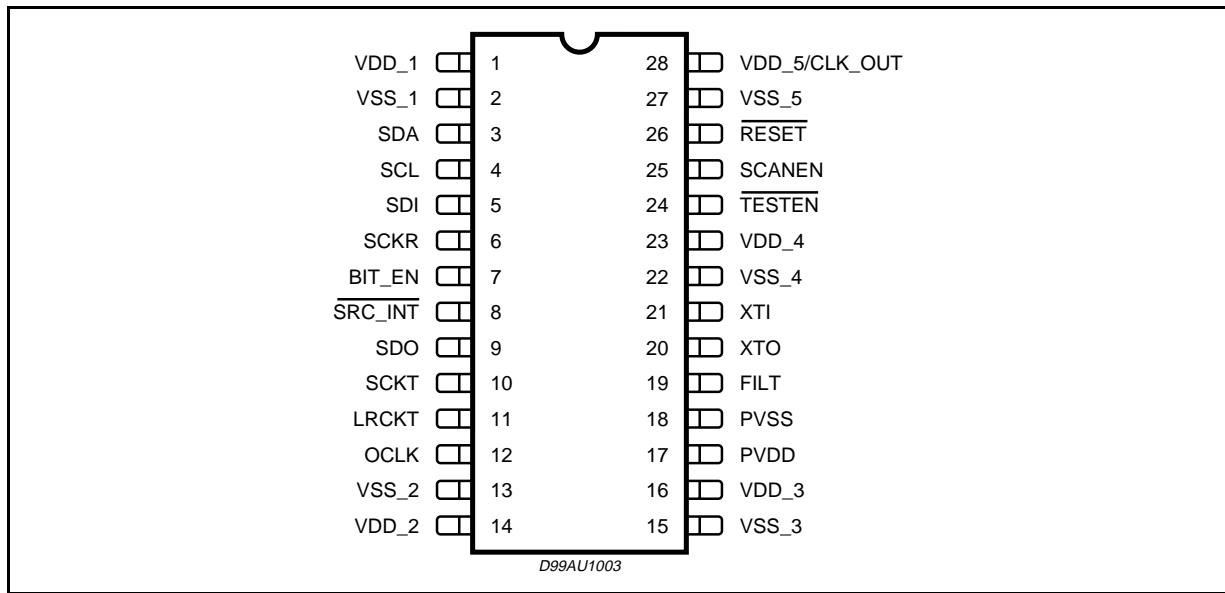 VDD_1 1 28 VDD_5/CLK_OUT
VSS_1 2 27 VSS_5
SDA 3 26 RESET
SCL 4 25 SCANEN
SDI 5 24 TESTEN
SCKR 6 23 VDD_4
BIT_EN 7 22 VSS_4
SRC_INT 8 21 XTI
SDO 9 20 XTO
SCKT 10 19 FILT
LRCKT 11 18 PVSS
OCLK 12 17 PVDD
VSS_2 13 16 VDD_3
VDD_2 14 15 VSS_3
D99AU1003